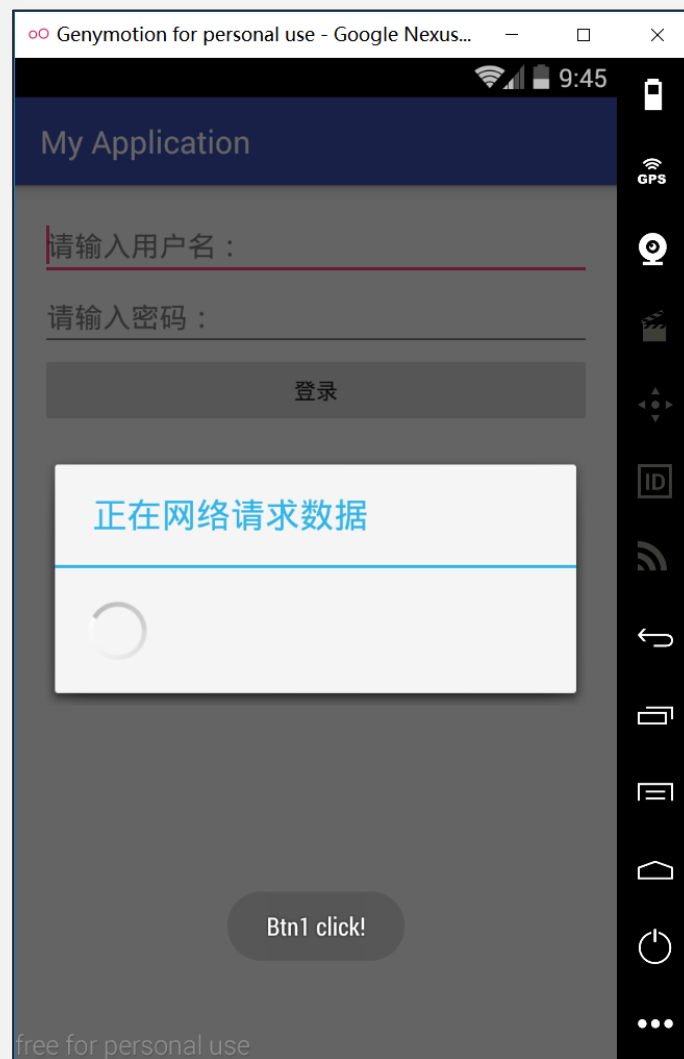 Genymotion for personal use - Google Nexus...
9:45
My Application
GPS
请输入用户名：
请输入密码：
登录
ID
正在网络请求数据
Btn1 click!
free for personal use